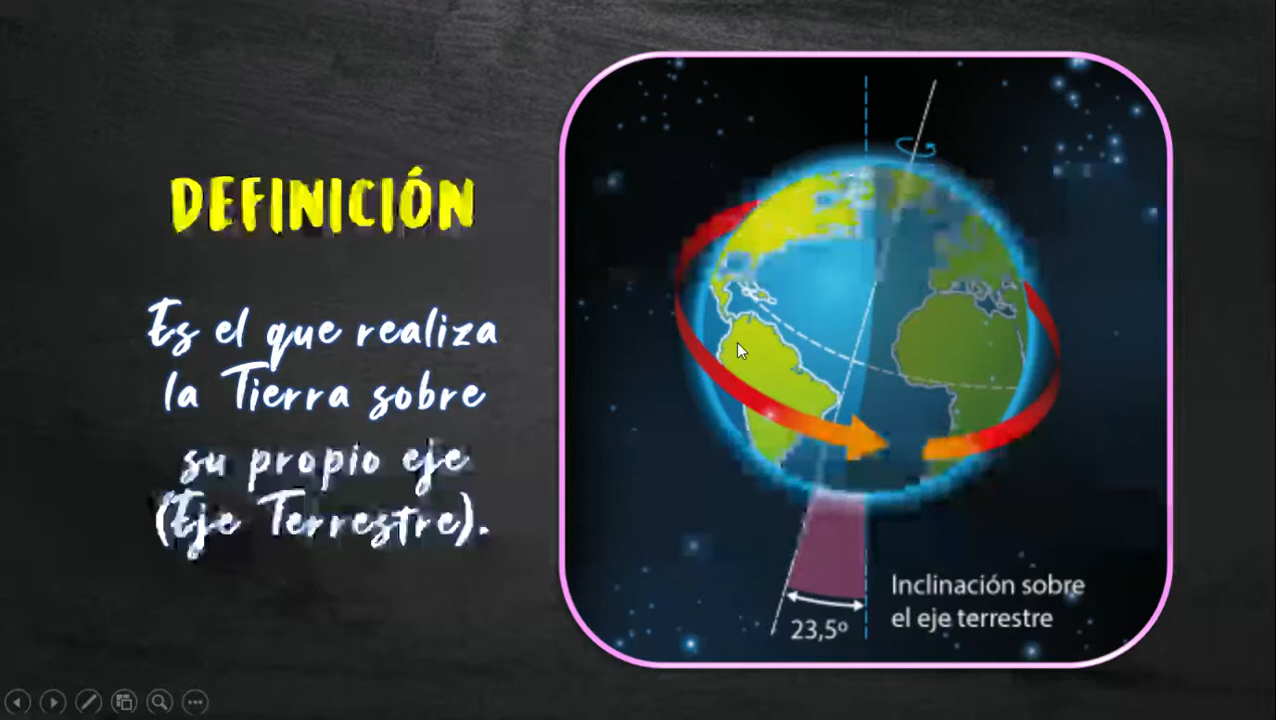 DEFINICIÓN
Es el que realiza
la Tierra sobre
su propio eje
(Eje Terrestre).
Inclinación sobre
el eje terrestre
23,5º